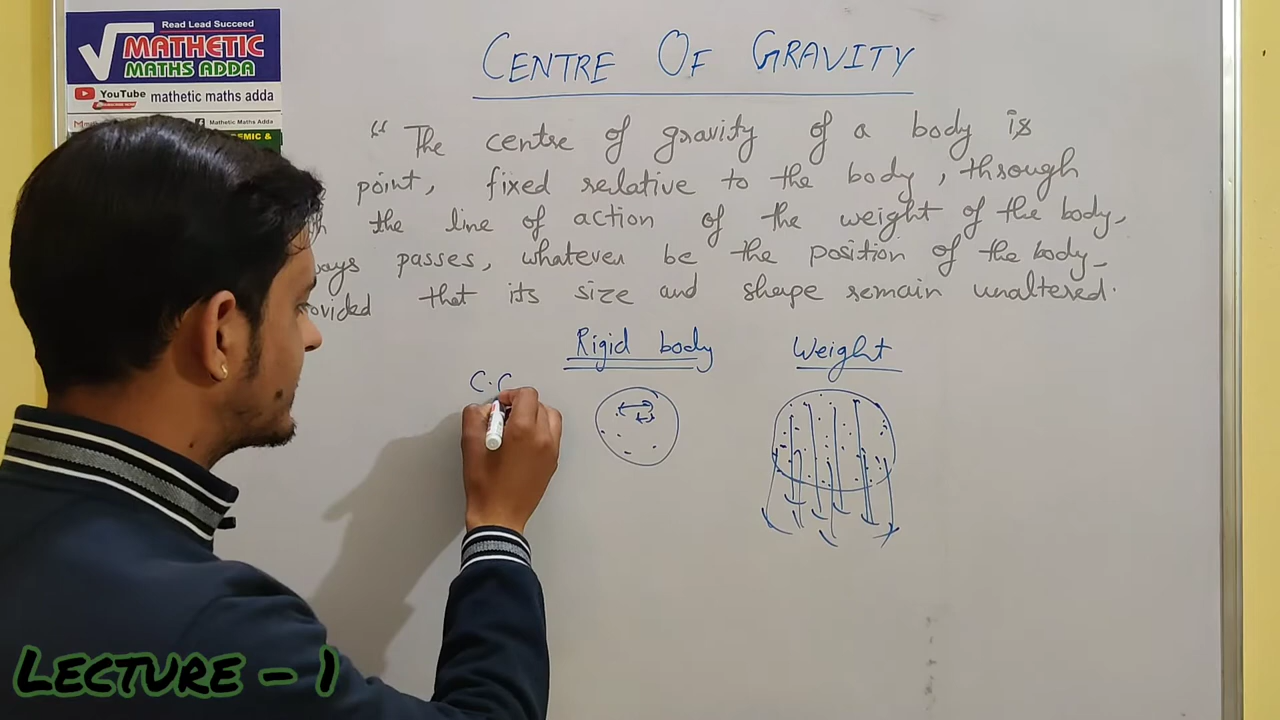 Read Lead Succeed
MATHETIC
MATHS ADDA
YouTube mathetic maths adda
Mathetic Maths Adda
CENTRE OF GRAVITY
“ The centre of gravity of a body is
point, fixed relative to the body, through
the line of action of the weight of the body,
passes, whatever be the position of the body
that its size and shape remain unaltered.
Rigid body
Weight
C.G
LECTURE - 1